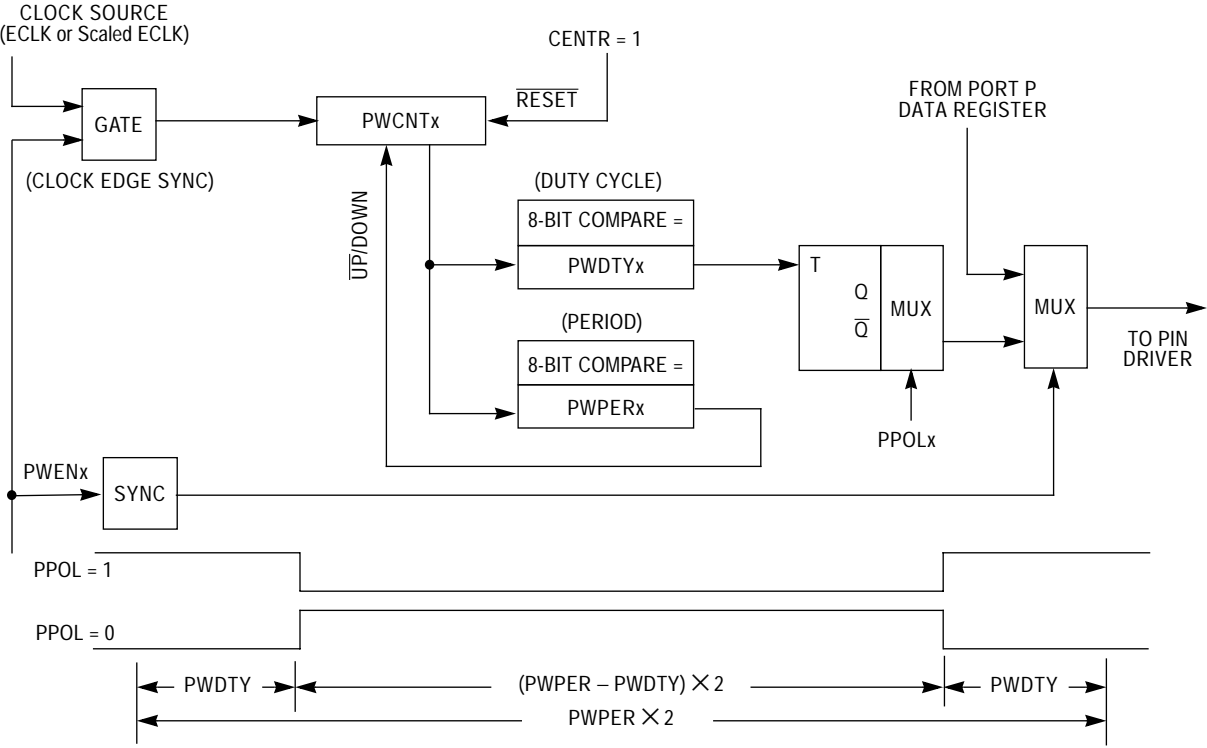 CLOCK SOURCE
(ECLK or Scaled ECLK)
CENTR = 1
RESET
FROM PORT P
DATA REGISTER
GATE
PWCNTx
(CLOCK EDGE SYNC)
UP/DOWN
(DUTY CYCLE)
8-BIT COMPARE =
PWDTYx
T
Q
Q
MUX
MUX
TO PIN
DRIVER
(PERIOD)
8-BIT COMPARE =
PWPERx
PPOLx
PWENx
SYNC
PPOL = 1
PPOL = 0
PWDTY
(PWPER – PWDTY) × 2
PWDTY
PWPER × 2